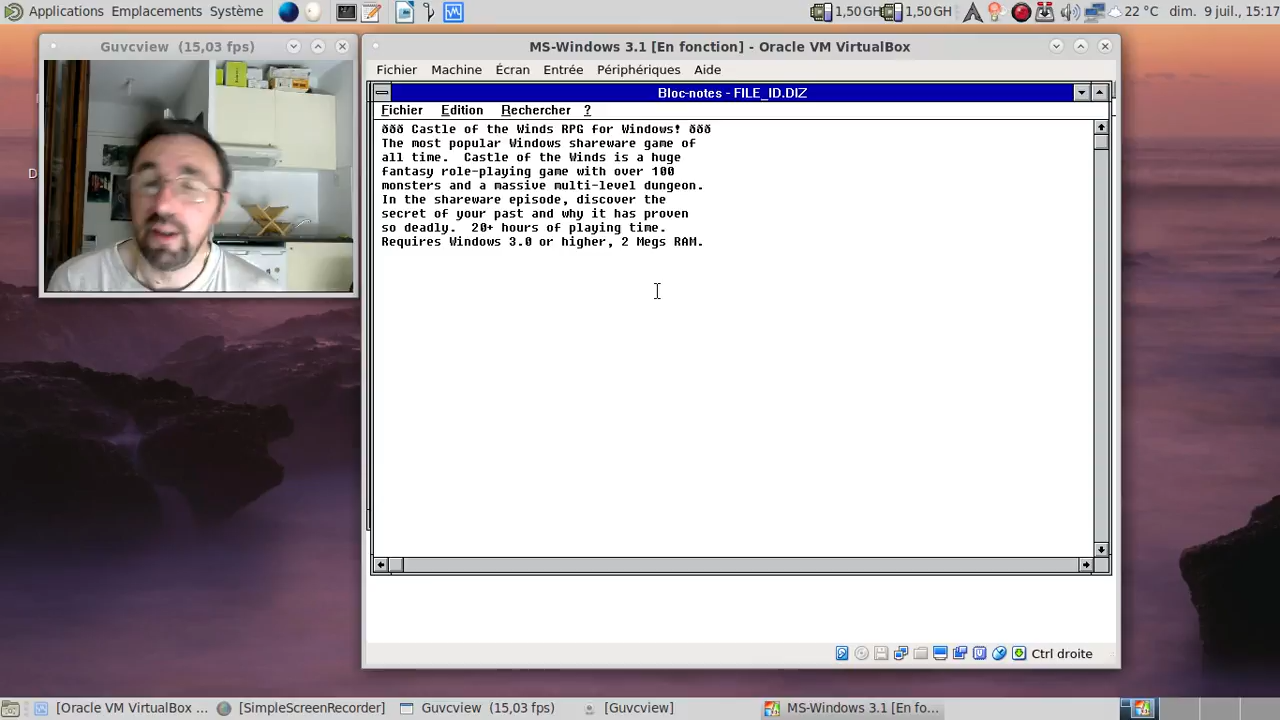 Applications Emplacements Système
1,50 GH 1,50 GH 22 °C dim. 9 juil., 15:17
Guvcview (15,03 fps)
MS-Windows 3.1 [En fonction] - Oracle VM VirtualBox
Fichier Machine Écran Entrée Périphériques Aide
Bloc-notes - FILE_ID.DIZ
Fichier Edition Rechercher ?
ððð Castle of the Winds RPG for Windows! ððð
The most popular Windows shareware game of
all time.  Castle of the Winds is a huge
fantasy role-playing game with over 100
monsters and a massive multi-level dungeon.
In the shareware episode, discover the
secret of your past and why it has proven
so deadly.  20+ hours of playing time.
Requires Windows 3.0 or higher, 2 Megs RAM.
D
Ctrl droite
[Oracle VM VirtualBox ... [SimpleScreenRecorder] Guvcview (15,03 fps) [Guvcview] MS-Windows 3.1 [En fo...